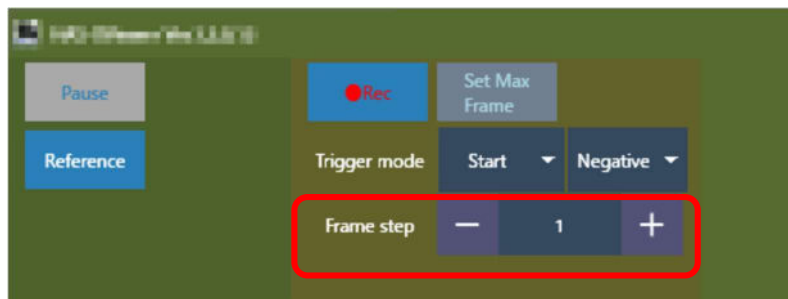 Pause
Rec
Set Max
Frame
Reference
Trigger mode
Start
Negative
Frame step
1